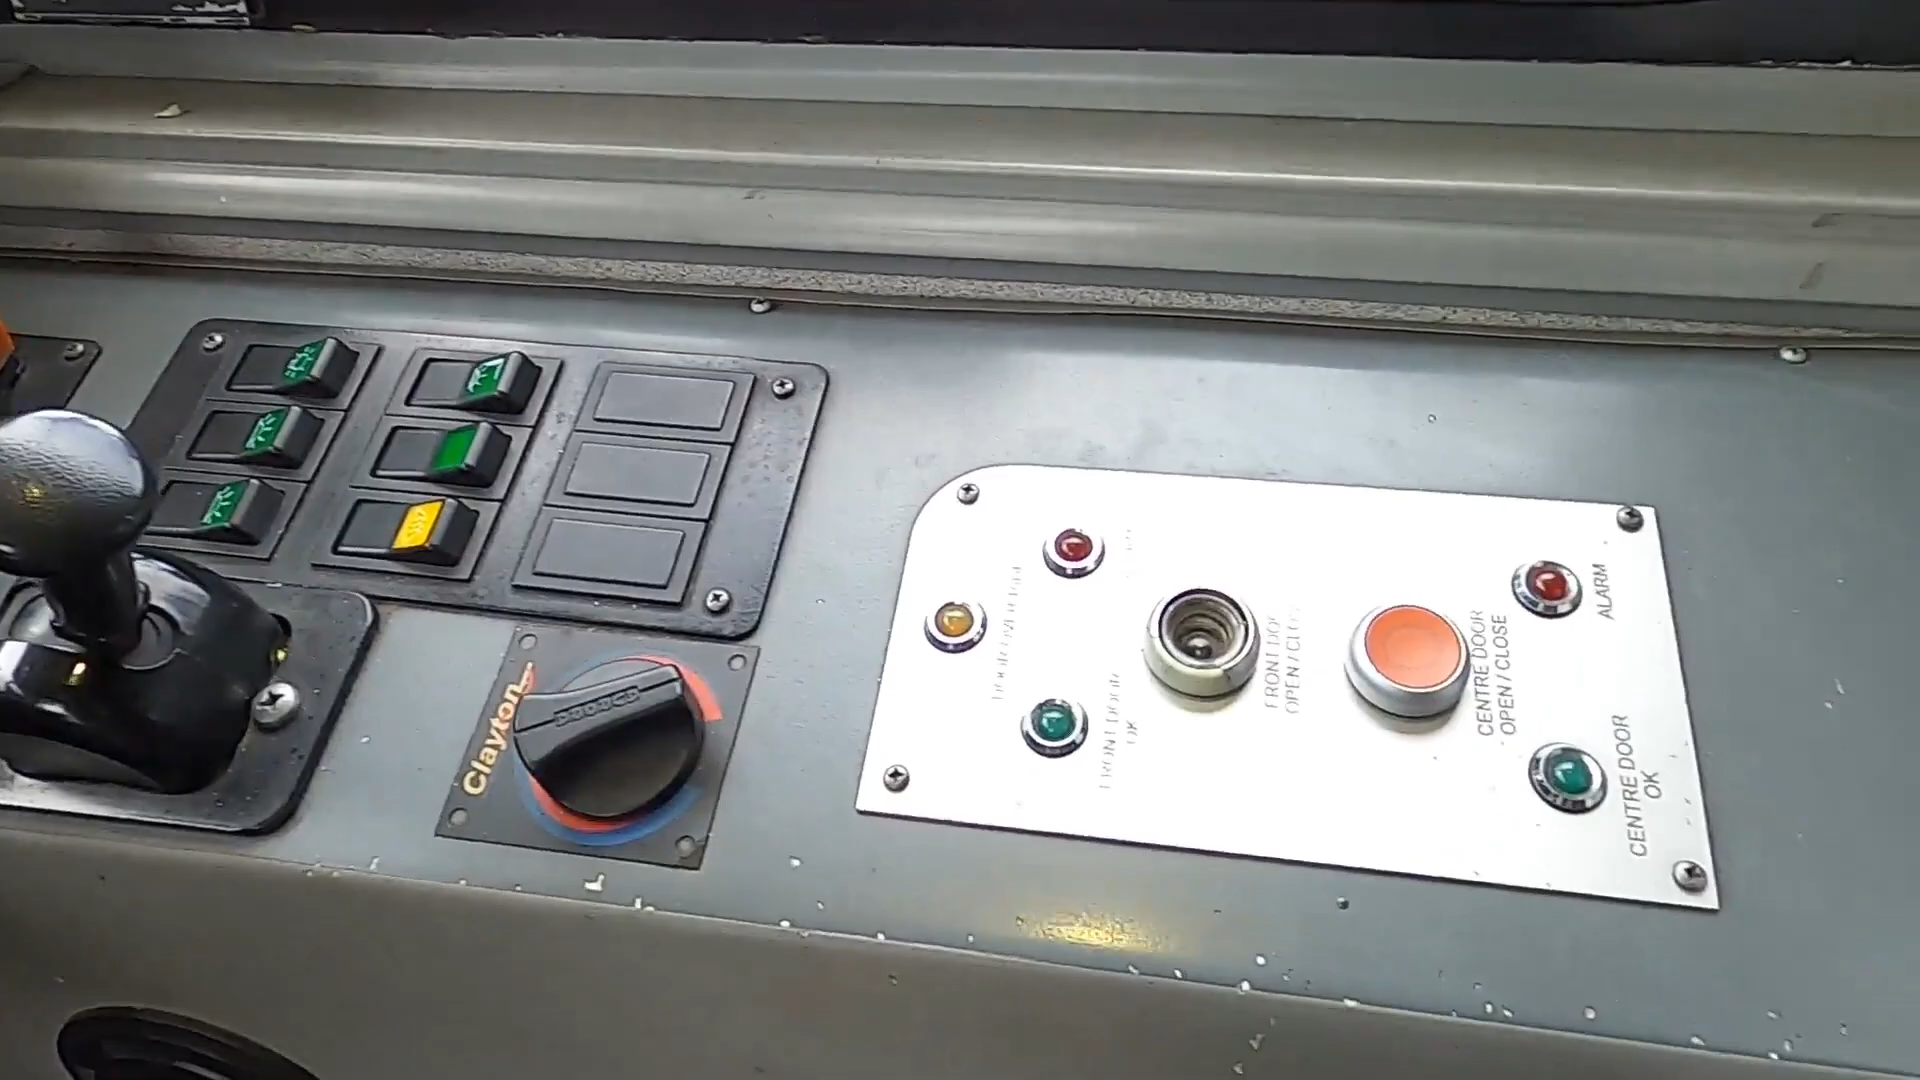 Clayton
FRONT DOOR
OK
FRONT DOOR
OPEN / CLOSE
CENTRE DOOR
OPEN / CLOSE
ALARM
CENTRE DOOR
OK